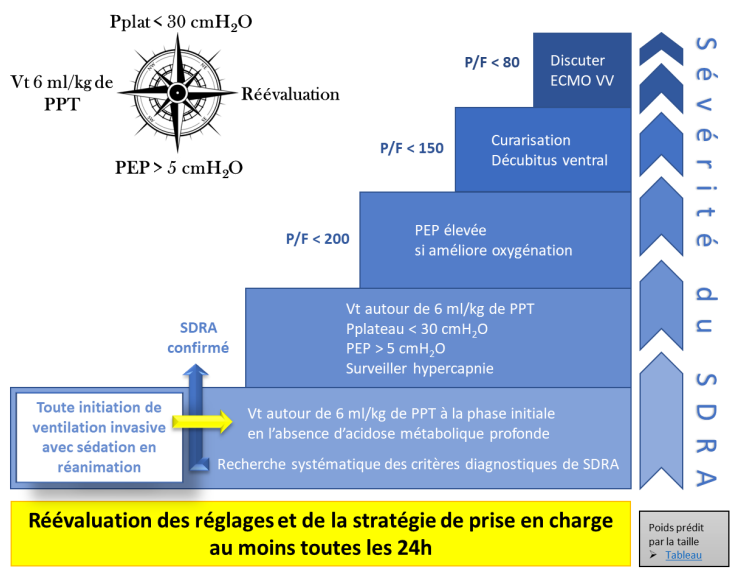 Pplat < 30 cmH2O
Vt 6 ml/kg de
PPT
Réévaluation
PEP > 5 cmH2O
P/F < 80
Discuter
ECMO VV
P/F < 150
Curarisation
Décubitus ventral
P/F < 200
PEP élevée
si améliore oxygénation
SDRA
confirmé
Vt autour de 6 ml/kg de PPT
Pplateau < 30 cmH2O
PEP > 5 cmH2O
Surveiller hypercapnie
Toute initiation de
ventilation invasive
avec sédation en
réanimation
Vt autour de 6 ml/kg de PPT à la phase initiale
en l'absence d'acidose métabolique profonde
Recherche systématique des critères diagnostiques de SDRA
Sévérité du SDRA
Réévaluation des réglages et de la stratégie de prise en charge
au moins toutes les 24h
Poids prédit
par la taille
➢ Tableau